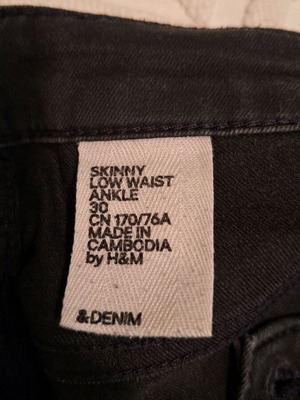 SKINNY
LOW WAIST
ANKLE
30
CN 170/76A
MADE IN
CAMBODIA
by H&M
&DENIM